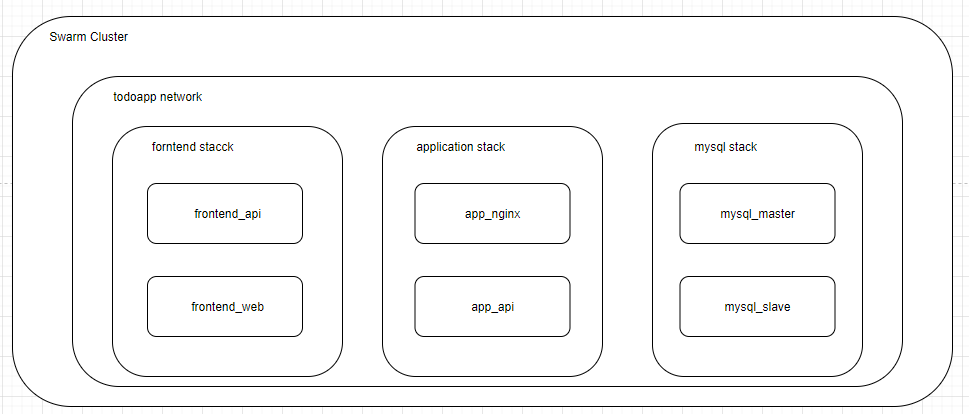 Swarm Cluster
todoapp network
forntend stacck
application stack
mysql stack
frontend_api
app_nginx
mysql_master
frontend_web
app_api
mysql_slave